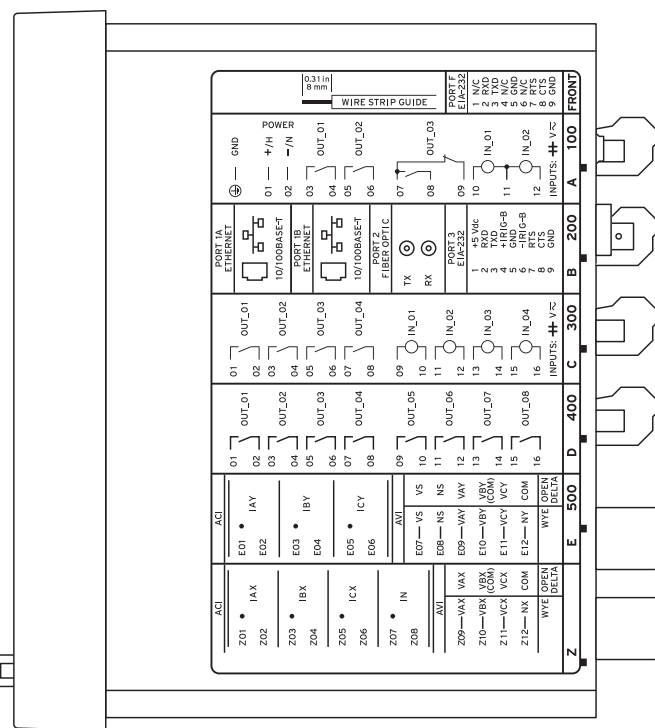 0.31 in
8 mm
WIRE STRIP GUIDE
PORT F
EIA-232
1 N/C
2 RXD
3 TXD
4 N/C
5 GND
6 N/C
7 RTS
8 CTS
9 GND
FRONT
GND
POWER
01 +/H
02 −/N
OUT_01
03
04
OUT_02
05
06
OUT_03
07
08
09
IN_01
10
11
IN_02
12
INPUTS: V
A 100
PORT 1A
ETHERNET
10/100BASE-T
PORT 1B
ETHERNET
10/100BASE-T
PORT 2
FIBER OPTIC
TX
RX
PORT 3
EIA-232
1 +5 Vdc
2 RXD
3 TXD
4 +IRIG-B
5 GND
6 −IRIG-B
7 RTS
8 CTS
9 GND
B 200
01
02
OUT_01
03
04
OUT_02
05
06
OUT_03
07
08
OUT_04
09
10
IN_01
11
12
IN_02
13
14
IN_03
15
16
IN_04
INPUTS: V
C 300
01
02
OUT_01
03
04
OUT_02
05
06
OUT_03
07
08
OUT_04
09
10
OUT_05
11
12
OUT_06
13
14
OUT_07
15
16
OUT_08
D 400
ACI
E01
IAY
E02
E03
IBY
E04
E05
ICY
E06
AVI
E07 VS VS
E08 NS NS
E09 VAY VAY
E10 VBY VBY
(COM)
E11 VCY VCY
E12 NY COM
WYE OPEN
DELTA
E 500
ACI
Z01
IAX
Z02
Z03
IBX
Z04
Z05
ICX
Z06
Z07
IN
Z08
AVI
Z09 VAX VAX
Z10 VBX VBX
(COM)
Z11 VCX VCX
Z12 NX COM
WYE OPEN
DELTA
Z